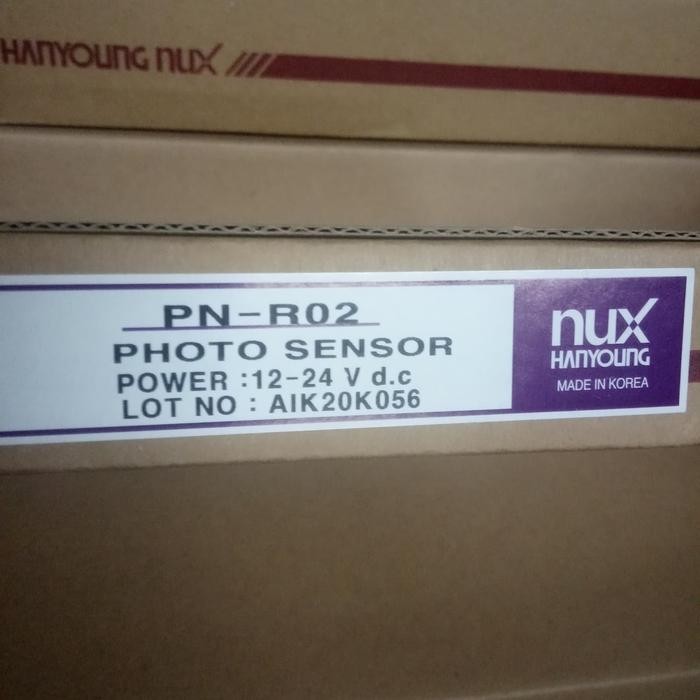 HANYOUNG nux
PN-R02
PHOTO SENSOR
POWER :12-24 V d.c
LOT NO : AIK20K056
nux
HANYOUNG
MADE IN KOREA